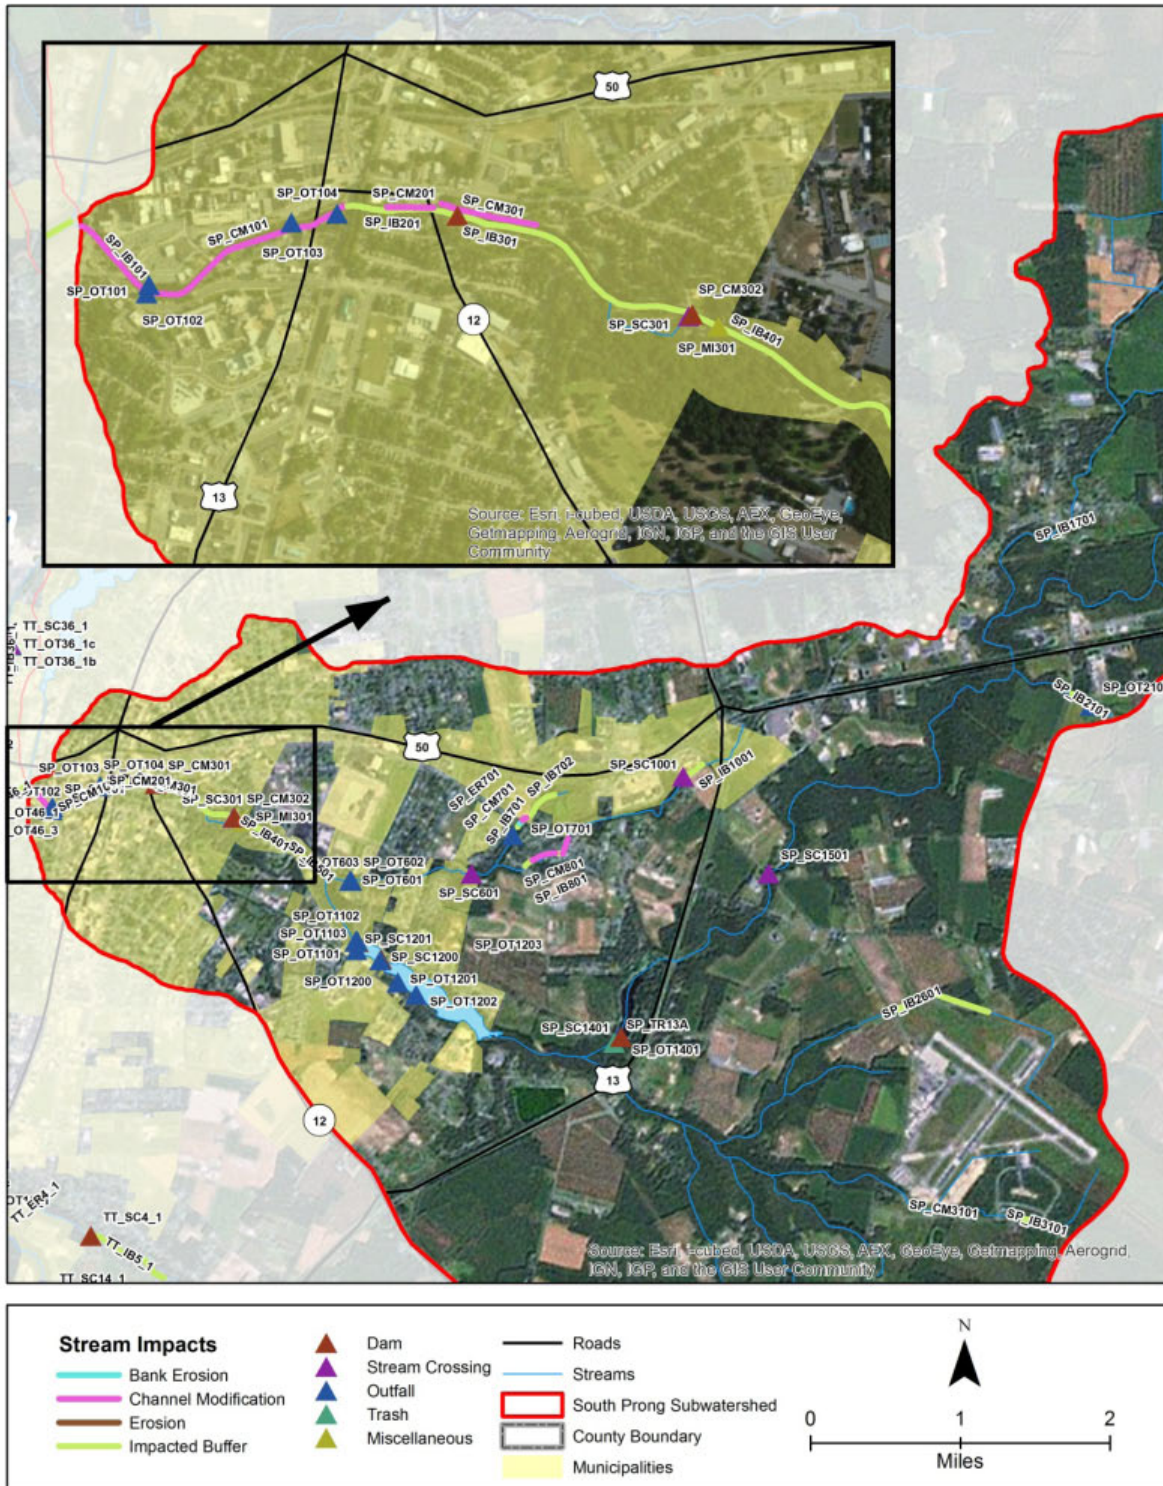 50
SP_OT104
SP_CM201
SP_CM301
SP_CM101
SP_IB201
SP_IB301
SP_OT103
SP_IB101
SP_OT101
SP_OT102
SP_CM302
SP_SC301
SP_IB401
SP_MI301
12
13
Source: Esri, i-cubed, USDA, USGS, AEX, GeoEye,
Getmapping, Aerogrid, IGN, IGP, and the GIS User
Community
SP_IB1701
TT_SC36_1
TT_OT36_1c
TT_OT36_1b
SP_IB2101
SP_OT210
50
SP_OT103
SP_OT104
SP_CM301
SP_CM201
SP_SC301
SP_CM302
SP_MI301
SP_IB401
SP_IB501
OT46_3
SP_SC1001
SP_IB1001
SP_ER701
SP_IB702
SP_CM701
SP_IB701
SP_OT701
SP_OT603
SP_OT602
SP_OT601
SP_SC601
SP_CM801
SP_IB801
SP_SC1501
SP_OT1102
SP_OT1103
SP_SC1201
SP_OT1203
SP_OT1101
SP_SC1200
SP_OT1200
SP_OT1201
SP_OT1202
SP_IB2601
SP_SC1401
SP_TR13A
SP_OT1401
13
12
TT_ER4_1
TT_SC4_1
TT_IB5_1
TT_SC14_1
SP_CM3101
SP_IB3101
Source: Esri, i-cubed, USDA, USGS, AEX, GeoEye, Getmapping, Aerogrid,
IGN, IGP, and the GIS User Community
Stream Impacts
Bank Erosion
Channel Modification
Erosion
Impacted Buffer
Dam
Stream Crossing
Outfall
Trash
Miscellaneous
Roads
Streams
South Prong Subwatershed
County Boundary
Municipalities
N
0 1 2
Miles